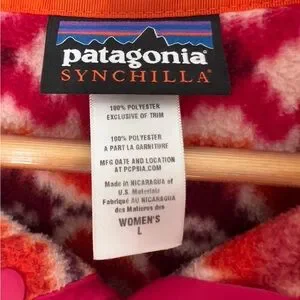 patagonia
SYNCHILLA
100% POLYESTER
EXCLUSIVE OF TRIM
100% POLYESTER
A PART LA GARNITURE
MFG DATE AND LOCATION
AT PCPSIA.COM
Made in NICARAGUA of
U.S. Materials
Fabriqué AU NICARAGUA
des Matieres des
WOMEN'S
L